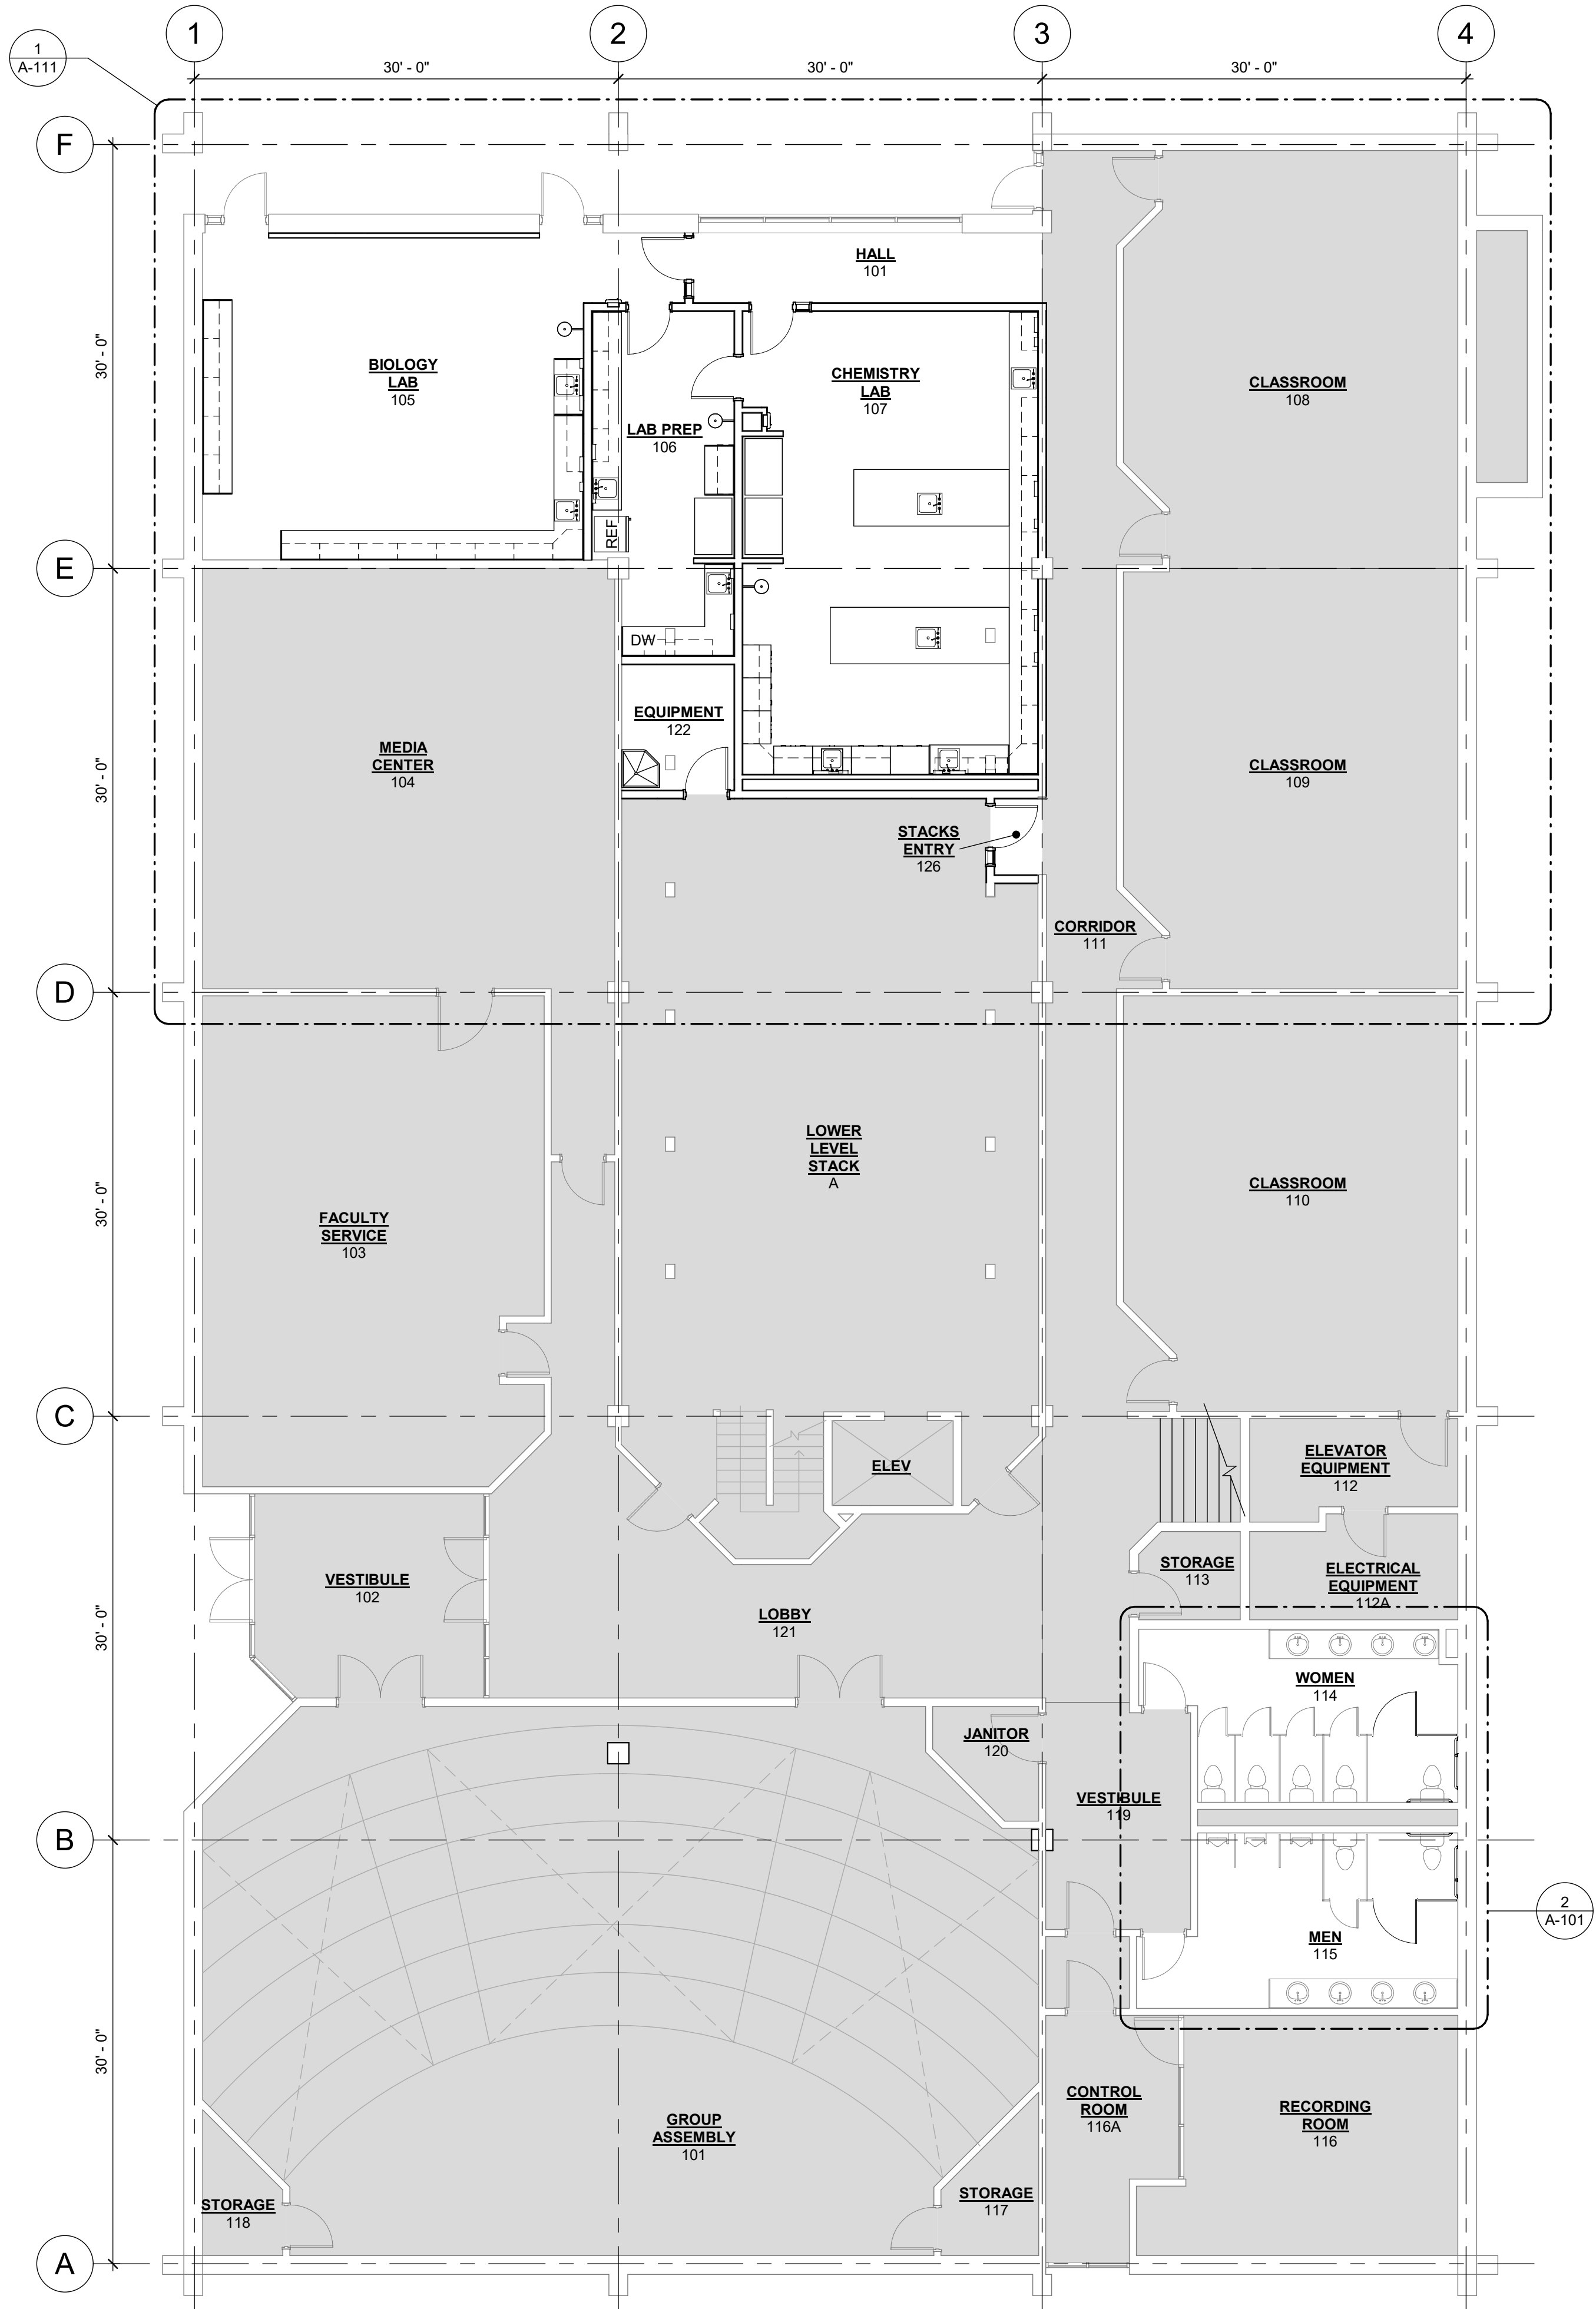 1
2
3
4
1
A-111
30' - 0"
30' - 0"
30' - 0"
F
HALL
101
30' - 0"
BIOLOGY
LAB
105
CHEMISTRY
LAB
107
CLASSROOM
108
LAB PREP
106
REF
E
DW
EQUIPMENT
122
MEDIA
CENTER
104
CLASSROOM
109
30' - 0"
STACKS
ENTRY
126
CORRIDOR
111
D
LOWER
LEVEL
STACK
A
CLASSROOM
110
30' - 0"
FACULTY
SERVICE
103
C
ELEV
ELEVATOR
EQUIPMENT
112
STORAGE
113
ELECTRICAL
EQUIPMENT
112A
VESTIBULE
102
LOBBY
121
30' - 0"
WOMEN
114
JANITOR
120
VESTIBULE
119
B
2
A-101
MEN
115
30' - 0"
CONTROL
ROOM
116A
RECORDING
ROOM
116
GROUP
ASSEMBLY
101
STORAGE
118
STORAGE
117
A